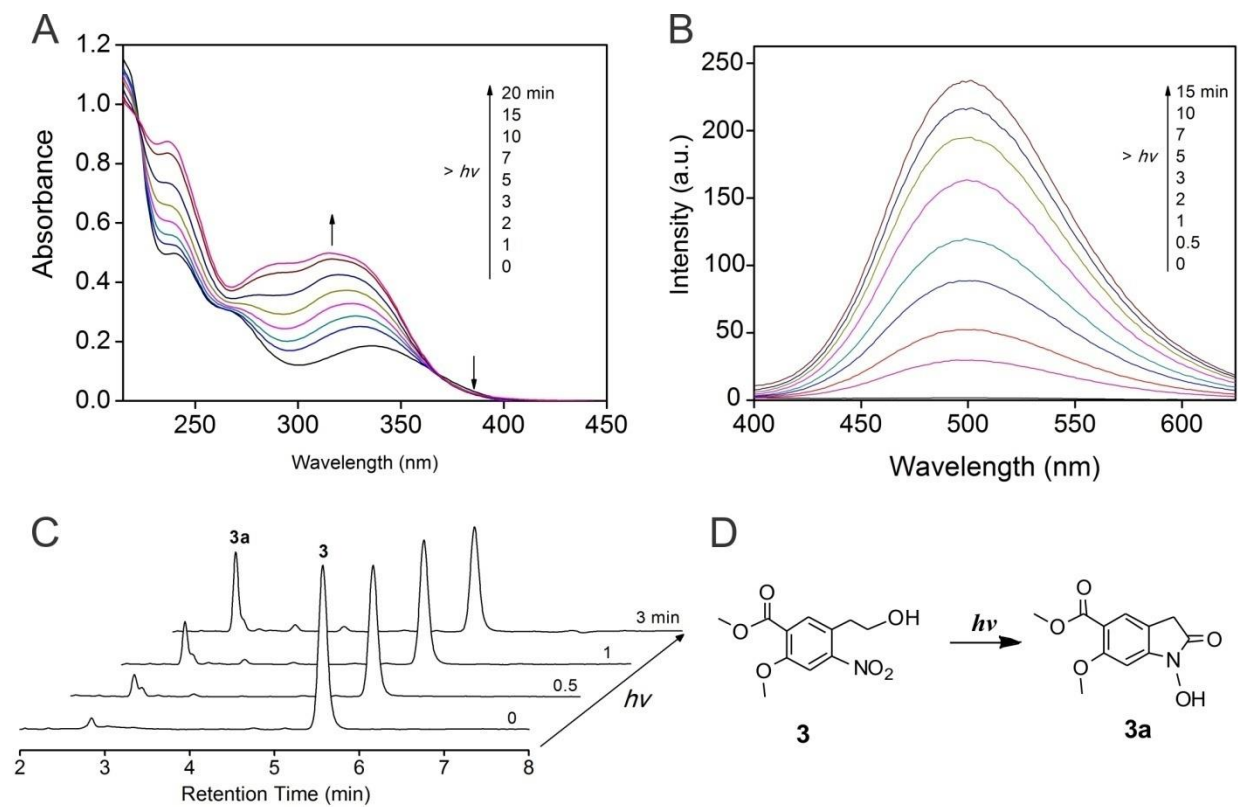 A
1.2
1.0
0.8
0.6
0.4
0.2
0.0
Absorbance
250 300 350 400 450
Wavelength (nm)
> hν
20 min
15
10
7
5
3
2
1
0
B
250
200
150
100
50
0
Intensity (a.u.)
400 450 500 550 600
Wavelength (nm)
> hν
15 min
10
7
5
3
2
1
0.5
0
C
3a 3
3 min
1
0.5
0
hν
2 3 4 5 6 7 8
Retention Time (min)
D
O
O
O
OH
NO2
3
hν
O
O
O
O
N
OH
3a